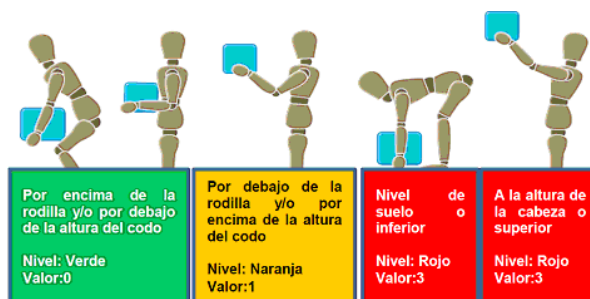 Por encima de la
rodilla y/o por debajo
de la altura del codo
Nivel: Verde
Valor:0
Por debajo de la
rodilla y/o por
encima de la altura
del codo
Nivel: Naranja
Valor:1
Nivel de
suelo o
inferior
Nivel: Rojo
Valor:3
A la altura de
la cabeza o
superior
Nivel: Rojo
Valor:3